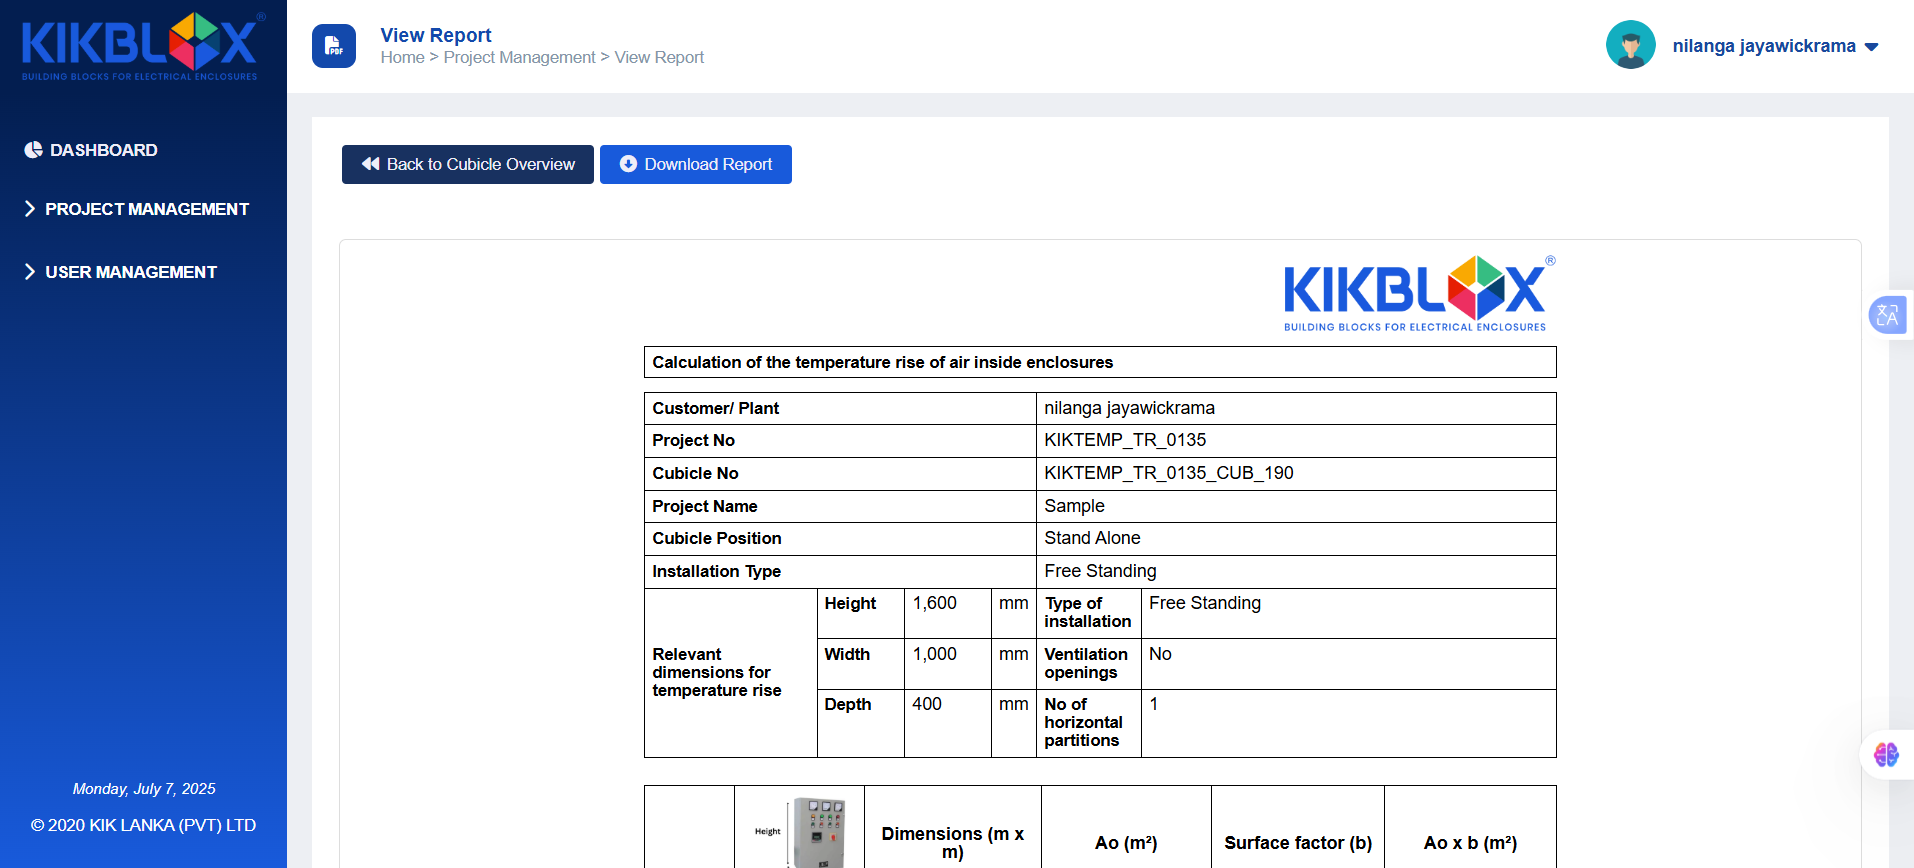 KIKBLOX®
BUILDING BLOCKS FOR ELECTRICAL ENCLOSURES
DASHBOARD
PROJECT MANAGEMENT
USER MANAGEMENT
Monday, July 7, 2025
© 2020 KIK LANKA (PVT) LTD
PDF
View Report
Home > Project Management > View Report
nilanga jayawickrama
Back to Cubicle Overview
Download Report
KIKBLOX®
BUILDING BLOCKS FOR ELECTRICAL ENCLOSURES
Calculation of the temperature rise of air inside enclosures
Customer/ Plant nilanga jayawickrama
Project No KIKTEMP_TR_0135
Cubicle No KIKTEMP_TR_0135_CUB_190
Project Name Sample
Cubicle Position Stand Alone
Installation Type Free Standing
Relevant
dimensions for
temperature rise
Height 1,600 mm
Type of
installation
Free Standing
Width 1,000 mm
Ventilation
openings
No
Depth 400 mm
No of
horizontal
partitions
1
Height
Dimensions (m x
m)
Ao (m²)
Surface factor (b)
Ao x b (m²)
文A